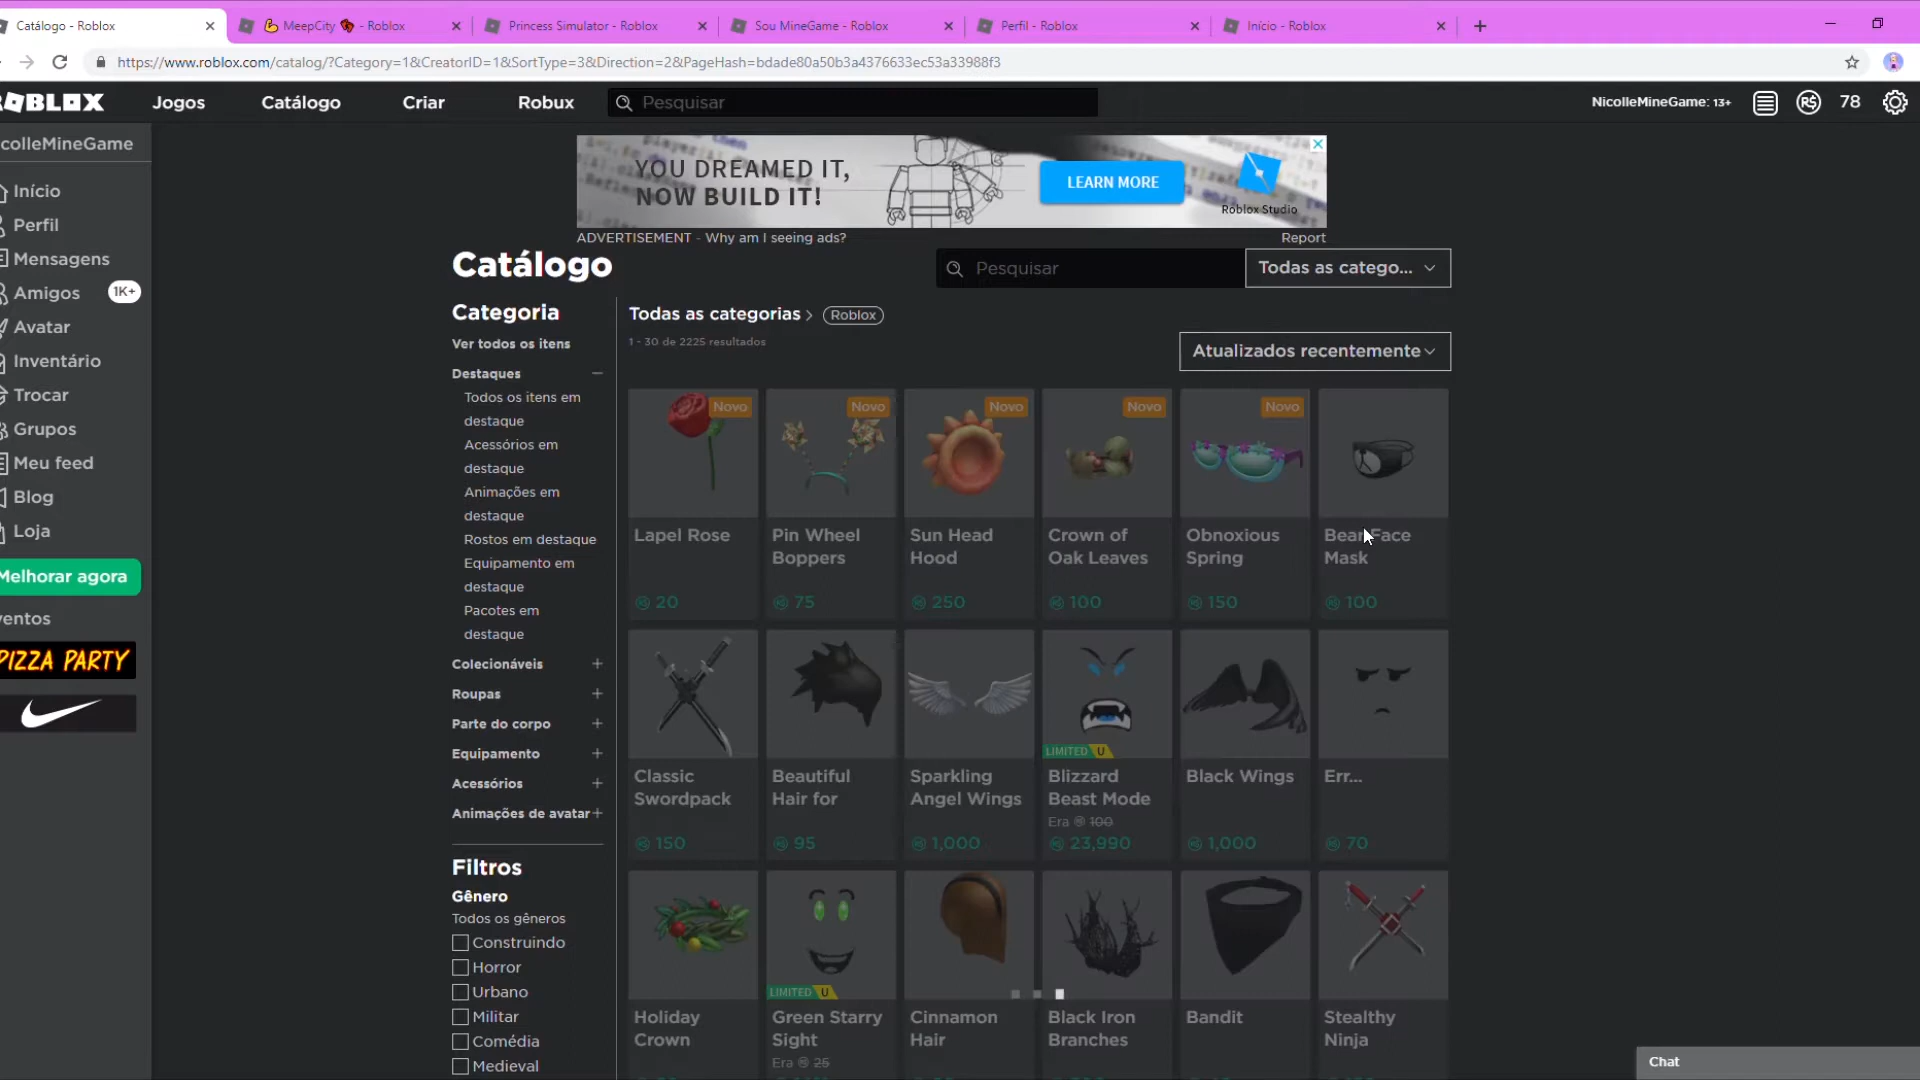 Catálogo - Roblox
MeepCity - Roblox
Princess Simulator - Roblox
Sou MineGame - Roblox
Perfil - Roblox
Início - Roblox
https://www.roblox.com/catalog/?Category=1&CreatorID=1&SortType=3&Direction=2&PageHash=bdade80a50b3a4376633ec53a33988f3
ROBLOX
Jogos
Catálogo
Criar
Robux
Pesquisar
NicolleMineGame: 13+
R$
78
colleMineGame
Início
Perfil
Mensagens
Amigos
1K+
Avatar
Inventário
Trocar
Grupos
Meu feed
Blog
Loja
Melhorar agora
ventos
PIZZA PARTY
YOU DREAMED IT,
NOW BUILD IT!
LEARN MORE
Roblox Studio
ADVERTISEMENT - Why am I seeing ads?
Report
Catálogo
Pesquisar
Todas as catego...
Categoria
Ver todos os itens
Destaques
Todos os itens em
destaque
Acessórios em
destaque
Animações em
destaque
Rostos em destaque
Equipamento em
destaque
Pacotes em
destaque
Colecionáveis
Roupas
Parte do corpo
Equipamento
Acessórios
Animações de avatar
Filtros
Gênero
Todos os gêneros
Construindo
Horror
Urbano
Militar
Comédia
Medieval
Todas as categorias > Roblox
1 - 30 de 2225 resultados
Atualizados recentemente
Novo
Novo
Novo
Novo
Novo
Lapel Rose
20
Pin Wheel
Boppers
75
Sun Head
Hood
250
Crown of
Oak Leaves
100
Obnoxious
Spring
150
Bear Face
Mask
100
Classic
Swordpack
150
Beautiful
Hair for
95
Sparkling
Angel Wings
1,000
LIMITED U
Blizzard
Beast Mode
Era 100
23,990
Black Wings
1,000
Err...
70
Holiday
Crown
LIMITED U
Green Starry
Sight
Era 25
Cinnamon
Hair
Black Iron
Branches
Bandit
Stealthy
Ninja
Chat